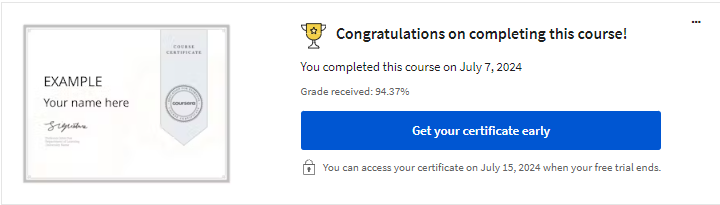 COURSE
CERTIFICATE
EXAMPLE
Your name here
coursera
Signature
Congratulations on completing this course!
You completed this course on July 7, 2024
Grade received: 94.37%
Get your certificate early
You can access your certificate on July 15, 2024 when your free trial ends.